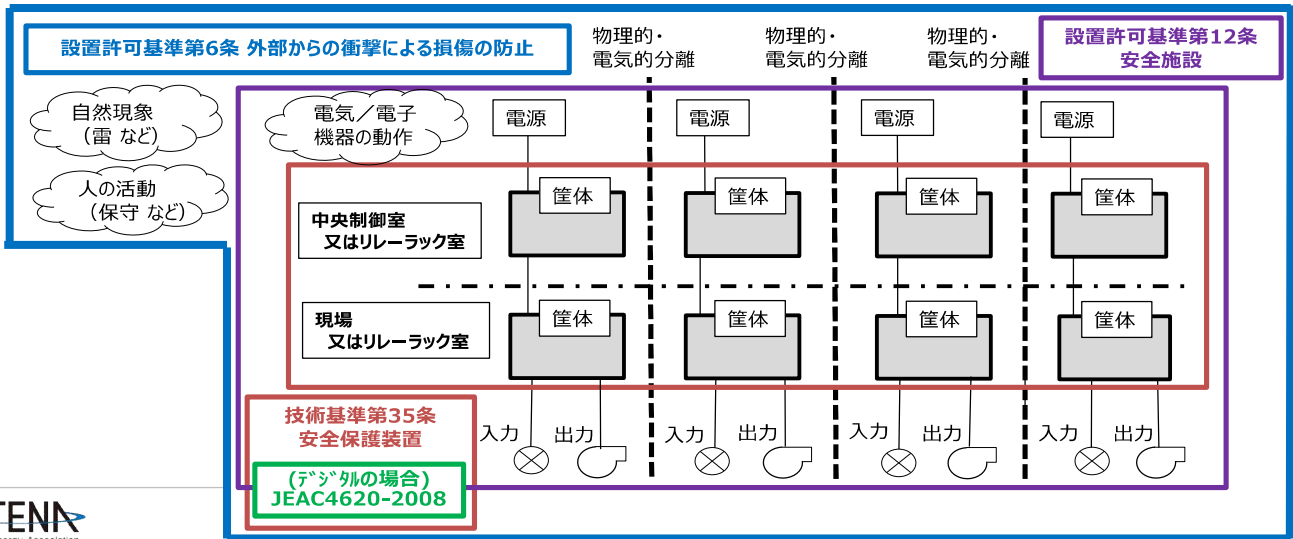 設置許可基準第6条 外部からの衝撃による損傷の防止
物理的・
電気的分離
物理的・
電気的分離
物理的・
電気的分離
設置許可基準第12条
安全施設
自然現象
(雷 など)
人の活動
(保守 など)
電気/電子
機器の動作
電源
電源
電源
電源
中央制御室
又はリレーラック室
筐体
筐体
筐体
筐体
現場
又はリレーラック室
筐体
筐体
筐体
筐体
入力
出力
入力
出力
入力
出力
入力
出力
技術基準第35条
安全保護装置
(デジタルの場合)
JEAC4620-2008
TENA